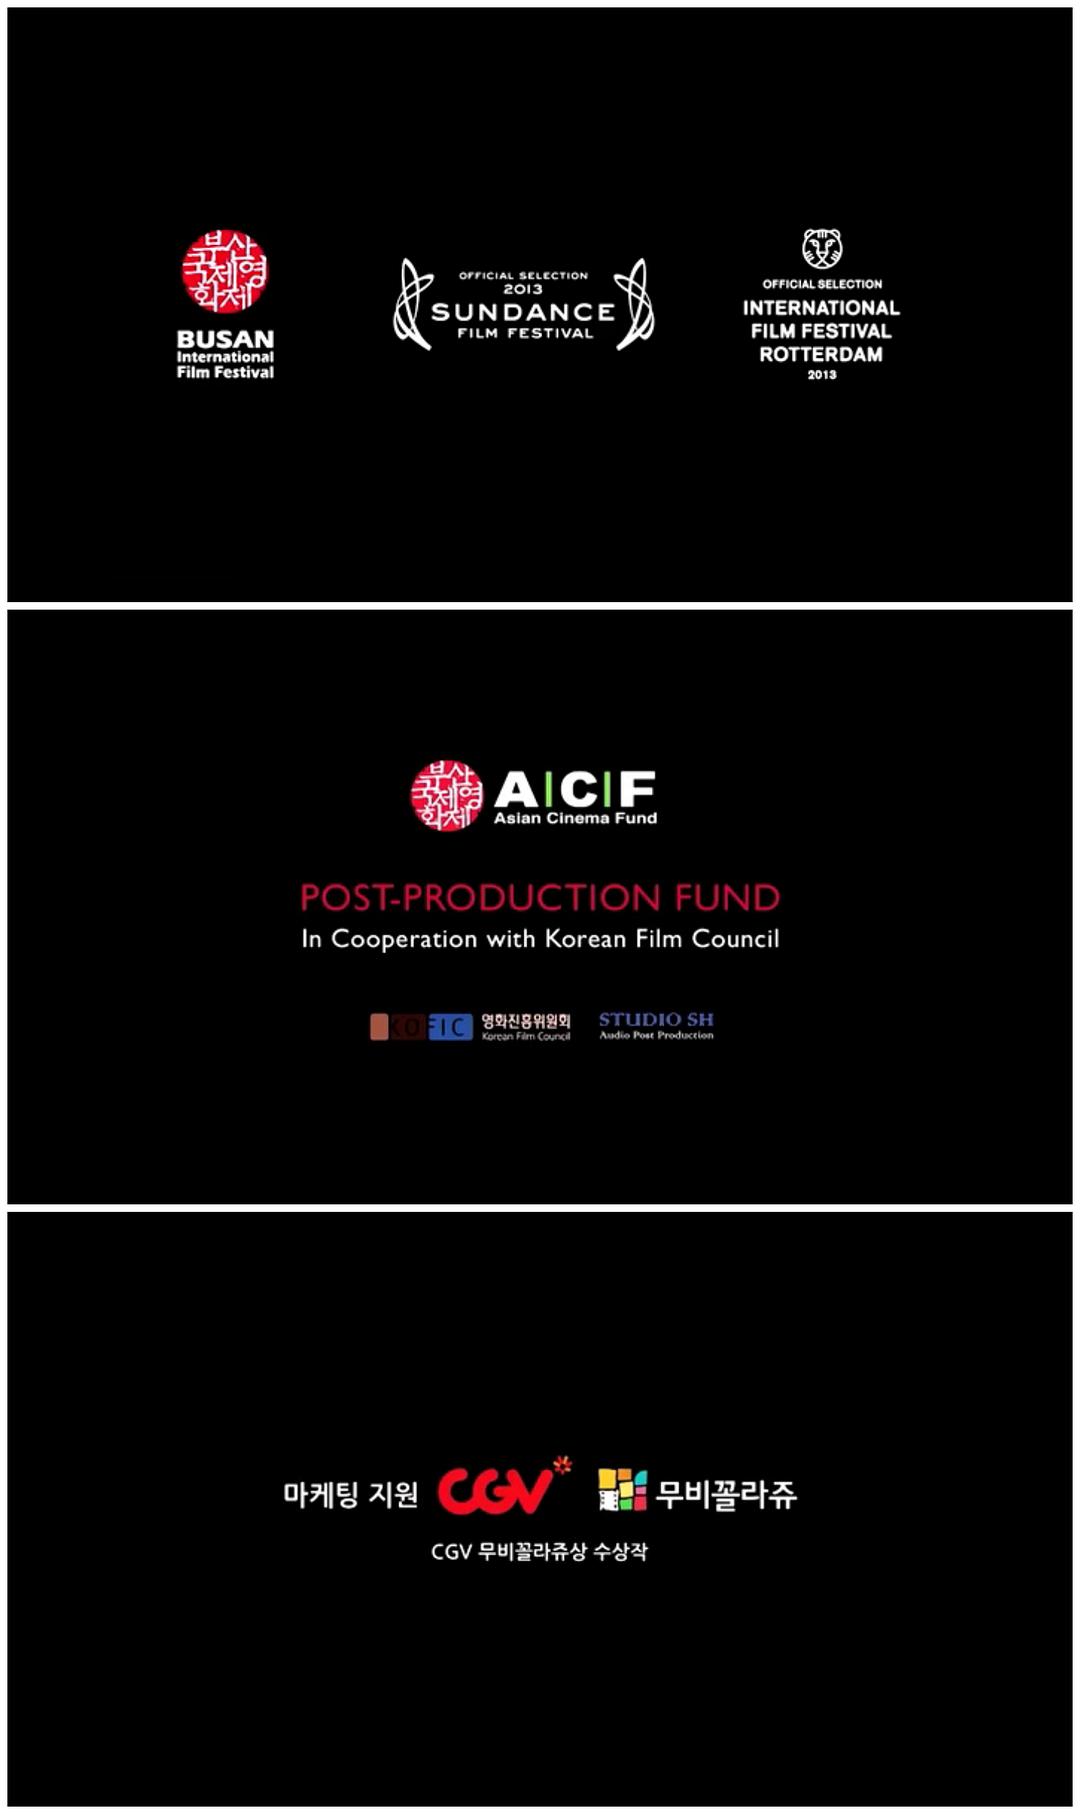 부산
국제영
화제
BUSAN
International
Film Festival
OFFICIAL SELECTION
2013
SUNDANCE
FILM FESTIVAL
OFFICIAL SELECTION
INTERNATIONAL
FILM FESTIVAL
ROTTERDAM
2013
부산
국제영
화제
A|C|F
Asian Cinema Fund
POST-PRODUCTION FUND
In Cooperation with Korean Film Council
KOFIC
영화진흥위원회
Korean Film Council
STUDIO SH
Audio Post Production
마케팅 지원 CGV 무비꼴라쥬
CGV 무비꼴라쥬상 수상작